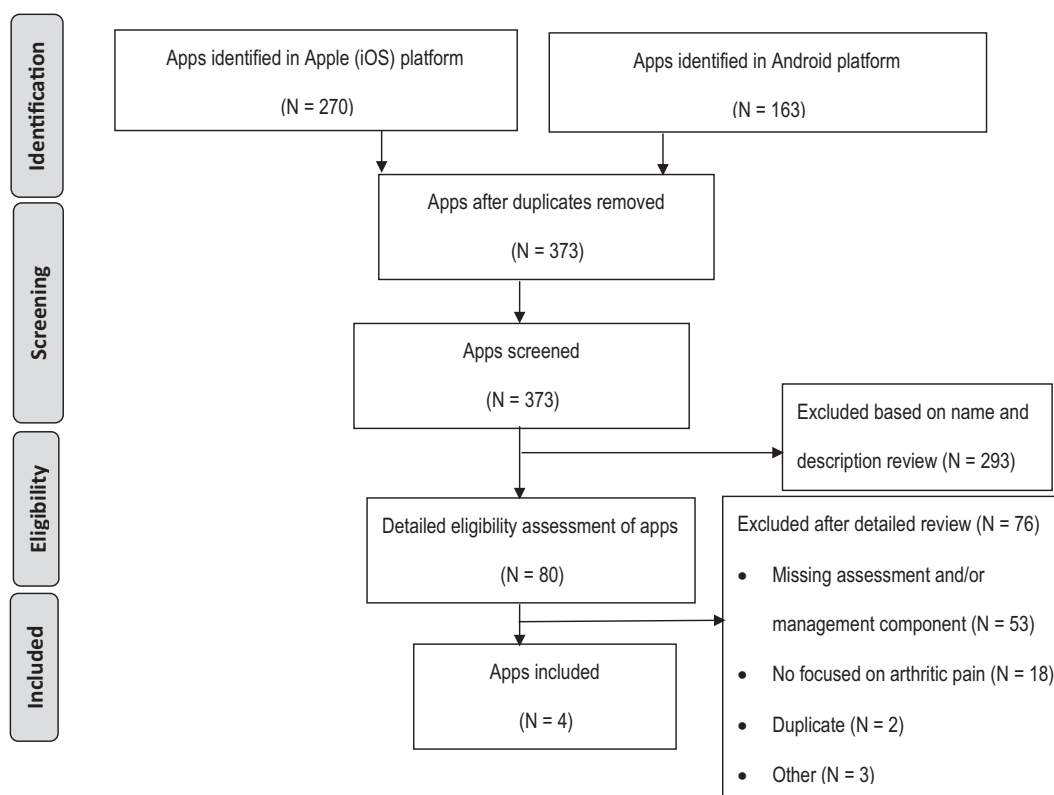 Identification
Apps identified in Apple (iOS) platform
(N = 270)
Apps identified in Android platform
(N = 163)
Apps after duplicates removed
(N = 373)
Screening
Apps screened
(N = 373)
Excluded based on name and
description review (N = 293)
Eligibility
Detailed eligibility assessment of apps
(N = 80)
Excluded after detailed review (N = 76)
• Missing assessment and/or
management component (N = 53)
• No focused on arthritic pain (N = 18)
• Duplicate (N = 2)
• Other (N = 3)
Included
Apps included
(N = 4)